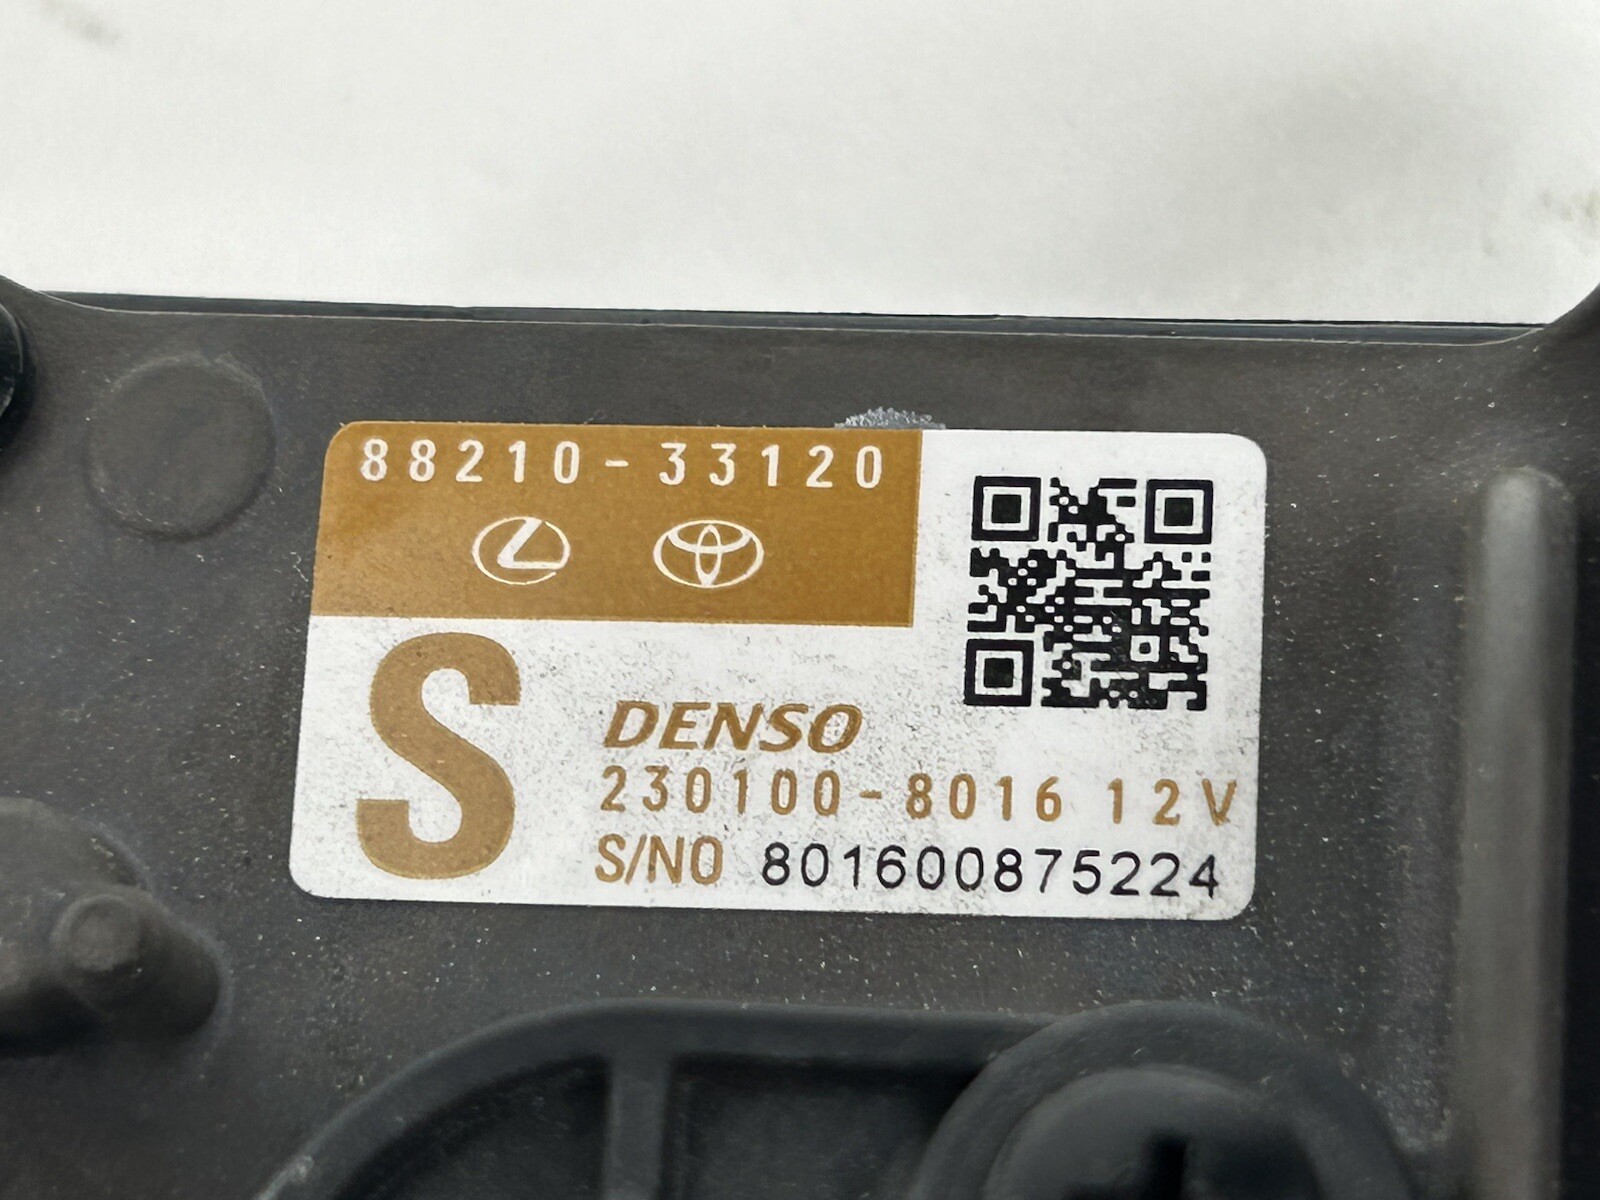 88210-33120
S
DENSO
230100-8016 12V
S/NO 801600875224